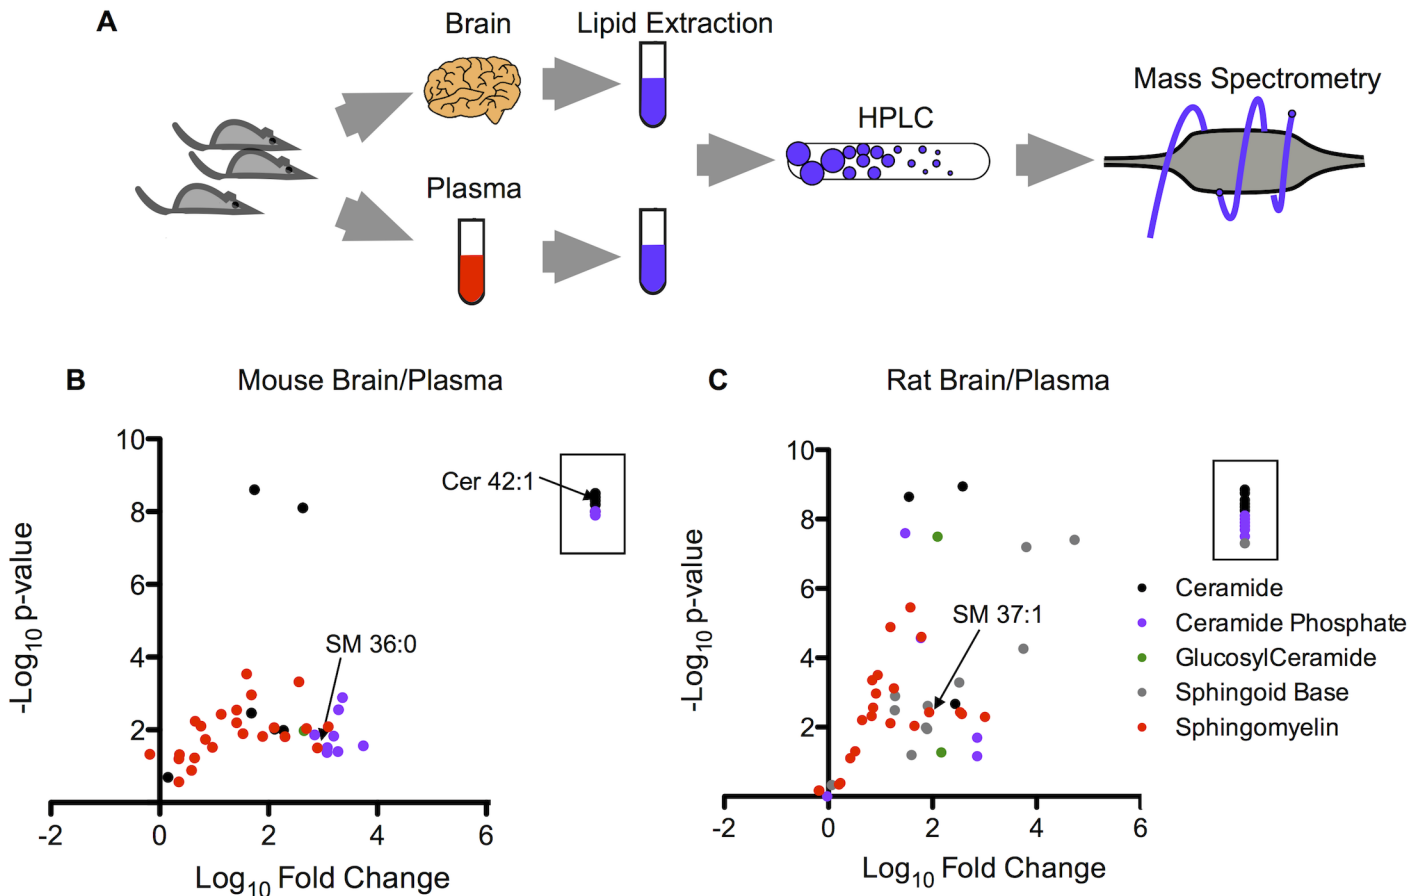 A
Brain
Lipid Extraction
Mass Spectrometry
HPLC
Plasma
B
Mouse Brain/Plasma
10
8
6
4
2
-Log10 p-value
Cer 42:1
SM 36:0
-2
0
2
4
6
Log10 Fold Change
C
Rat Brain/Plasma
10
8
6
4
2
-Log10 p-value
SM 37:1
Ceramide
Ceramide Phosphate
GlucosylCeramide
Sphingoid Base
Sphingomyelin
-2
0
2
4
6
Log10 Fold Change